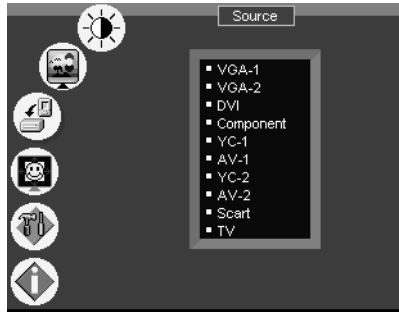 Source
VGA-1
VGA-2
DVI
Component
YC-1
AV-1
YC-2
AV-2
Scart
TV
i